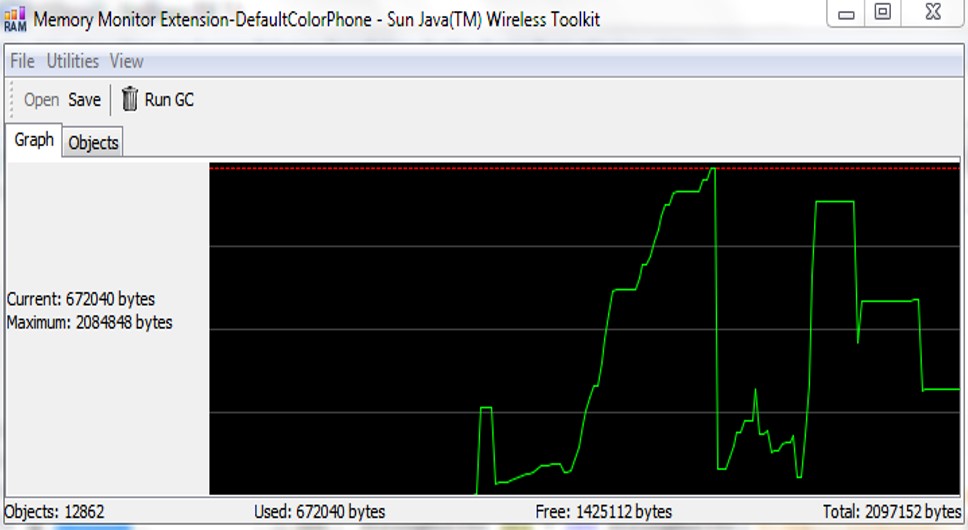 RAM Memory Monitor Extension-DefaultColorPhone - Sun Java(TM) Wireless Toolkit
File Utilities View
Open Save Run GC
Graph Objects
Current: 672040 bytes
Maximum: 2084848 bytes
Objects: 12862 Used: 672040 bytes Free: 1425112 bytes Total: 2097152 bytes